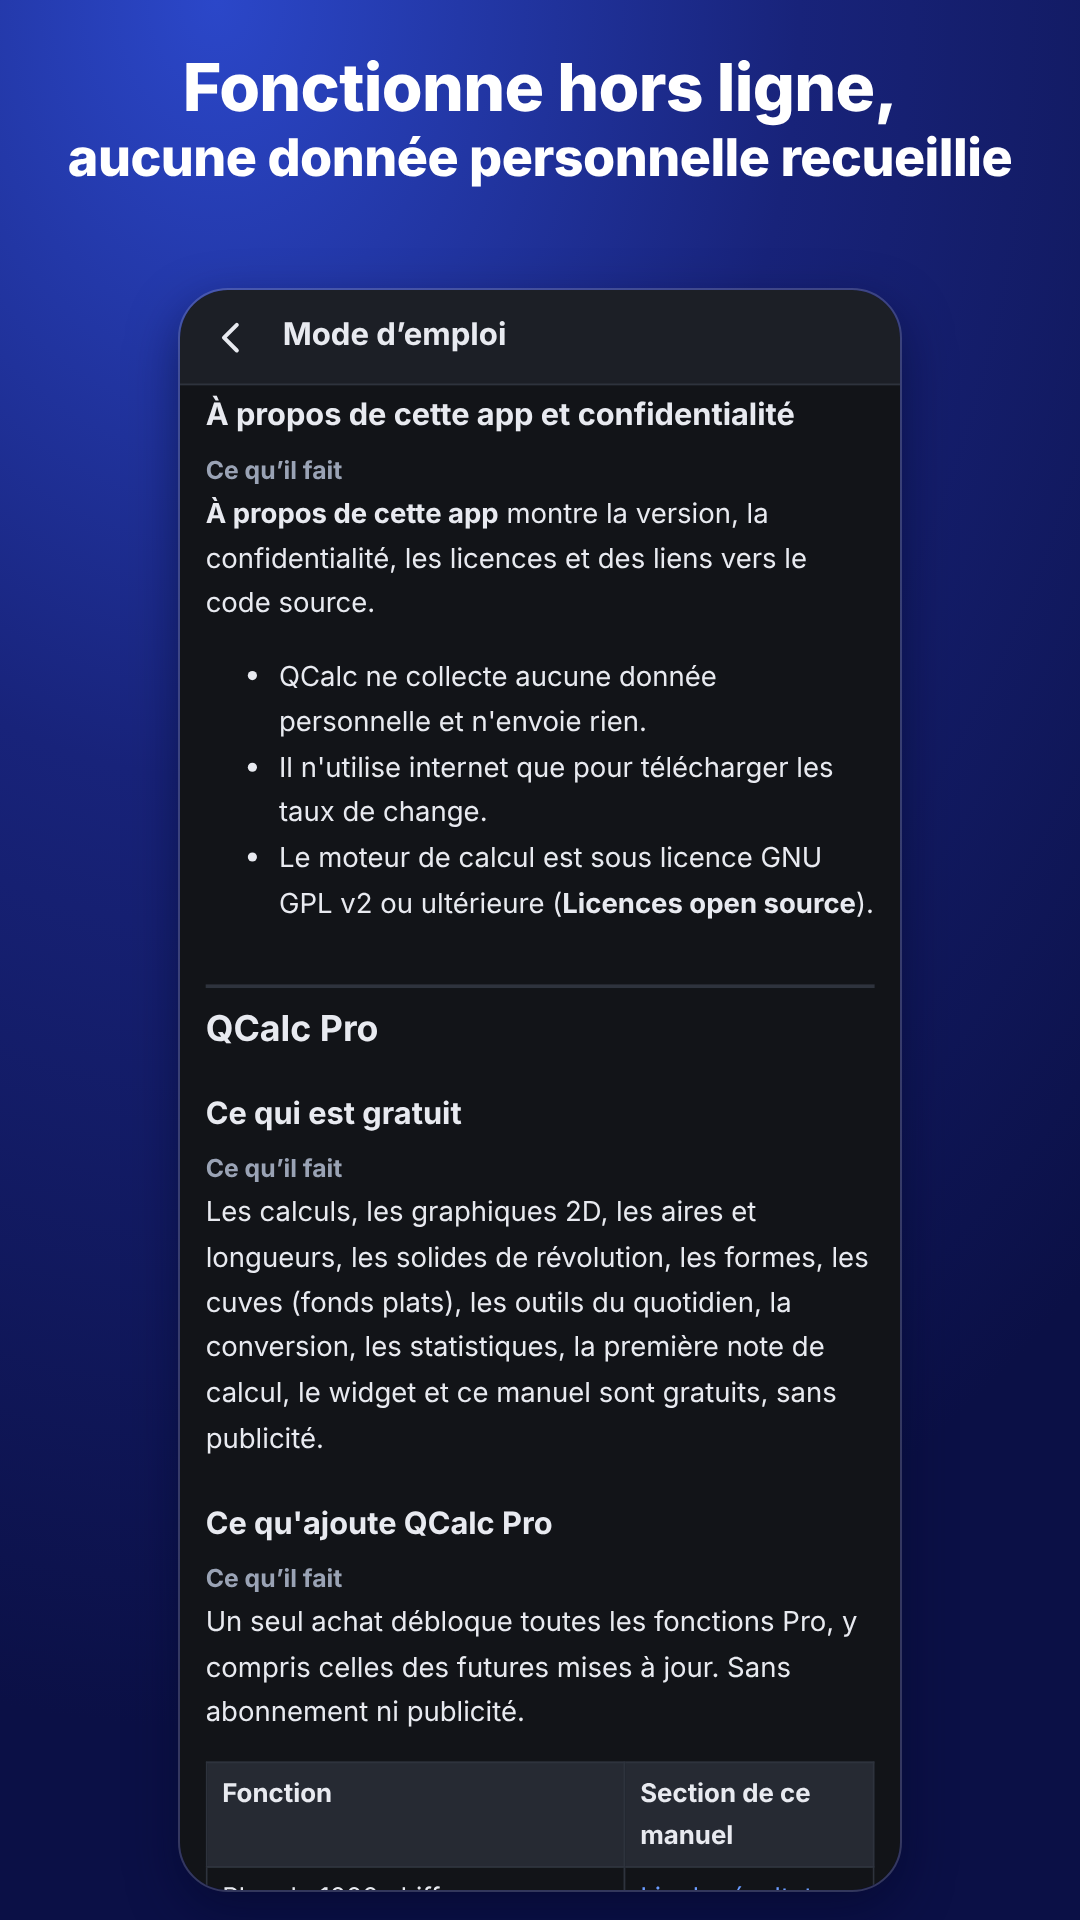 Fonctionne hors ligne,
aucune donnée personnelle recueillie
Mode d’emploi
À propos de cette app et confidentialité
Ce qu’il fait
À propos de cette app montre la version, la
confidentialité, les licences et des liens vers le
code source.
• QCalc ne collecte aucune donnée
personnelle et n'envoie rien.
• Il n'utilise internet que pour télécharger les
taux de change.
• Le moteur de calcul est sous licence GNU
GPL v2 ou ultérieure (Licences open source).
QCalc Pro
Ce qui est gratuit
Ce qu’il fait
Les calculs, les graphiques 2D, les aires et
longueurs, les solides de révolution, les formes, les
cuves (fonds plats), les outils du quotidien, la
conversion, les statistiques, la première note de
calcul, le widget et ce manuel sont gratuits, sans
publicité.
Ce qu'ajoute QCalc Pro
Ce qu’il fait
Un seul achat débloque toutes les fonctions Pro, y
compris celles des futures mises à jour. Sans
abonnement ni publicité.
Fonction
Section de ce
manuel